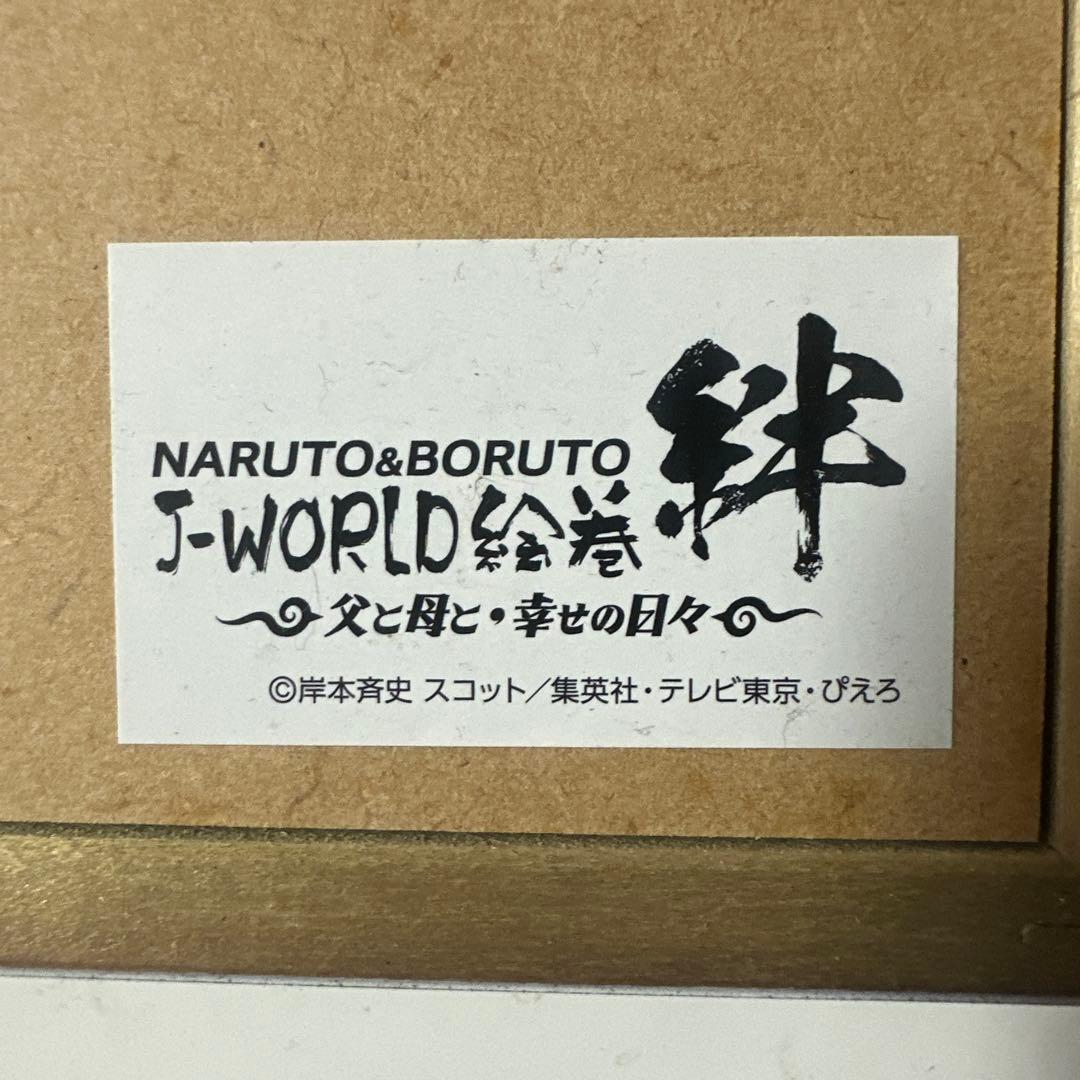 NARUTO&BORUTO
J-WORLD絵巻 絆
父と母と・幸せの日々
©岸本斉史 スコット／集英社・テレビ東京・ぴえろ